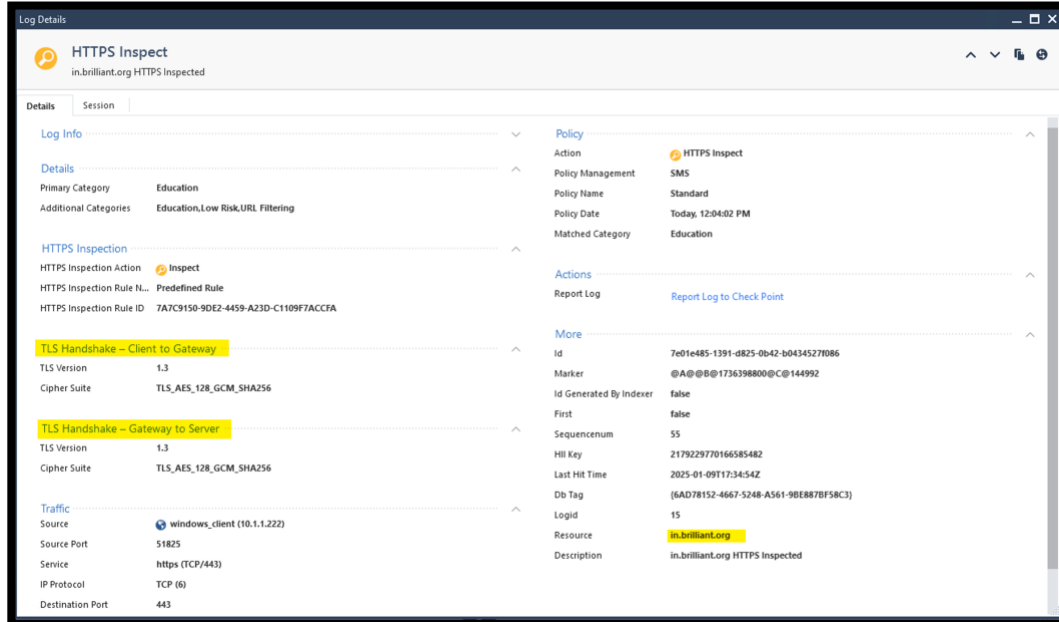 Log Details
HTTPS Inspect
in.brilliant.org HTTPS Inspected
Details Session
Log Info
Details
Primary Category Education
Additional Categories Education,Low Risk,URL Filtering
HTTPS Inspection
HTTPS Inspection Action Inspect
HTTPS Inspection Rule N... Predefined Rule
HTTPS Inspection Rule ID 7A7C9150-9DE2-4459-A23D-C1109F7ACCFA
TLS Handshake – Client to Gateway
TLS Version 1.3
Cipher Suite TLS_AES_128_GCM_SHA256
TLS Handshake – Gateway to Server
TLS Version 1.3
Cipher Suite TLS_AES_128_GCM_SHA256
Traffic
Source windows_client (10.1.1.222)
Source Port 51825
Service https (TCP/443)
IP Protocol TCP (6)
Destination Port 443
Policy
Action HTTPS Inspect
Policy Management SMS
Policy Name Standard
Policy Date Today, 12:04:02 PM
Matched Category Education
Actions
Report Log Report Log to Check Point
More
Id 7e01e485-1391-d825-0b42-b0434527f086
Marker @A@@B@1736398800@C@144992
Id Generated By Indexer false
First false
Sequencenum 55
Hll Key 2179229770166585482
Last Hit Time 2025-01-09T17:34:54Z
Db Tag {6AD78152-4667-5248-A561-9BE887BF58C3}
Logid 15
Resource in.brilliant.org
Description in.brilliant.org HTTPS Inspected